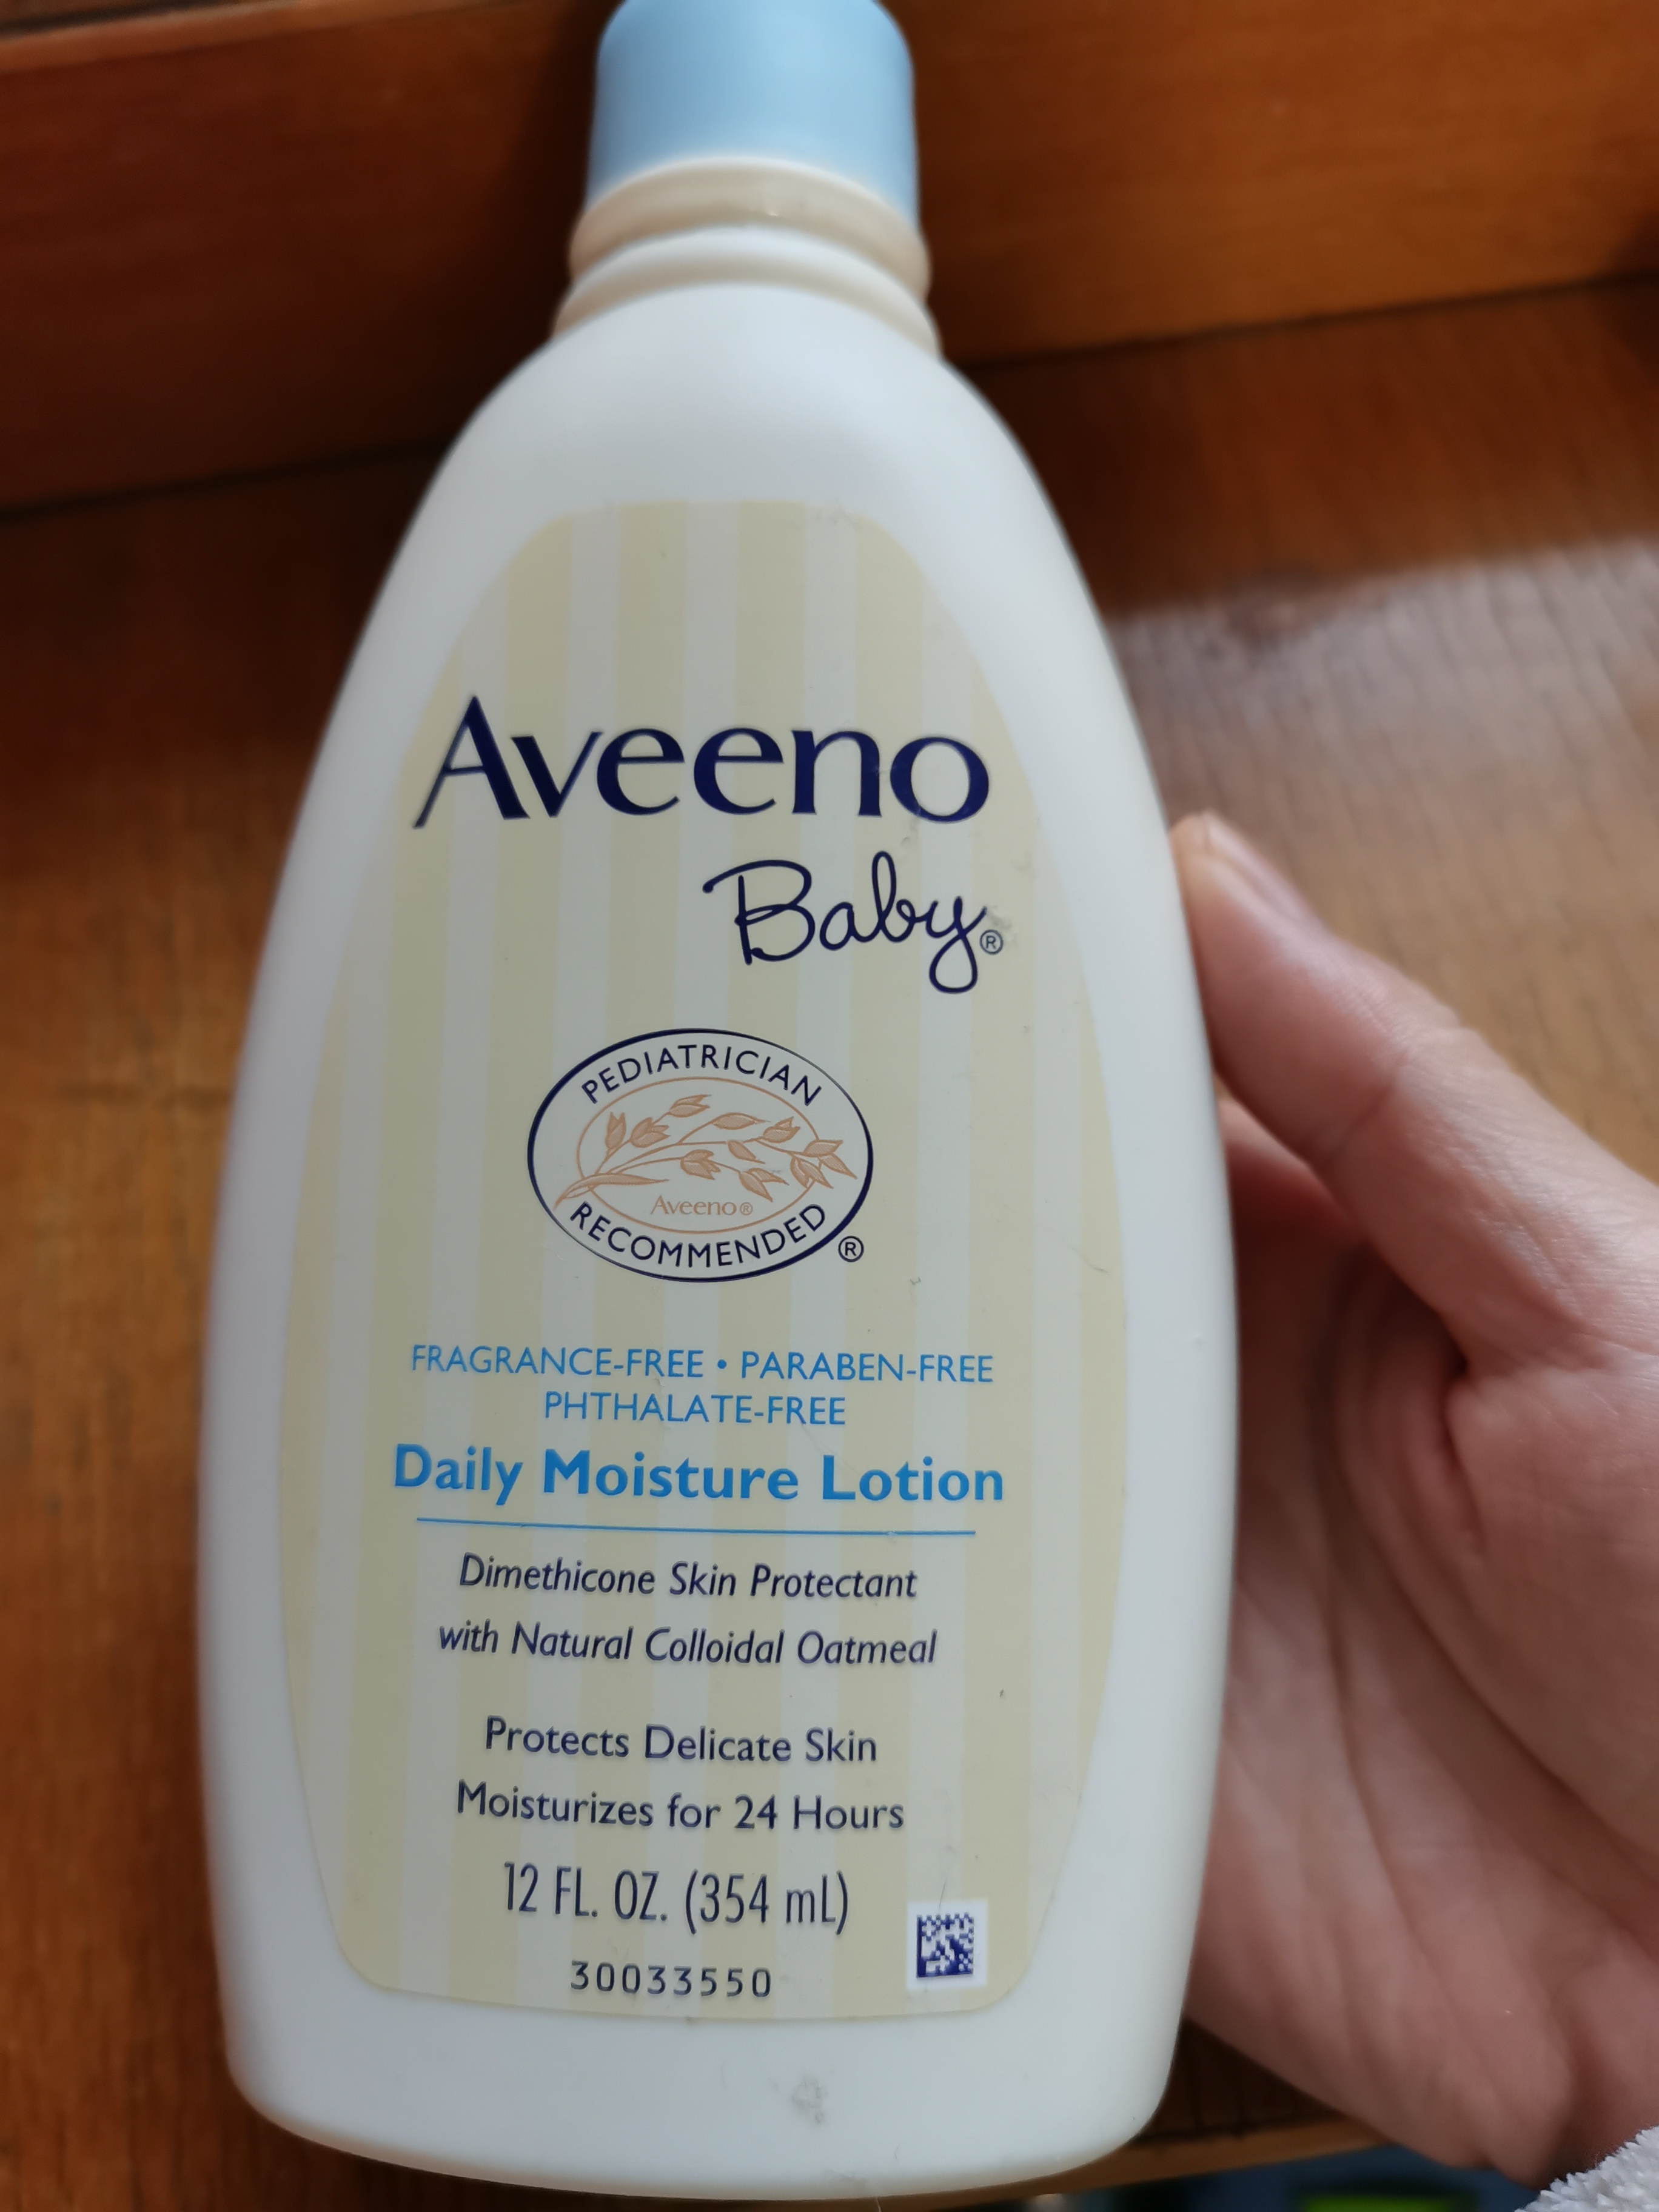 Aveeno
Baby®
PEDIATRICIAN
Aveeno®
RECOMMENDED®
FRAGRANCE-FREE • PARABEN-FREE
PHTHALATE-FREE
Daily Moisture Lotion
Dimethicone Skin Protectant
with Natural Colloidal Oatmeal
Protects Delicate Skin
Moisturizes for 24 Hours
12 FL. OZ. (354 mL)
30033550